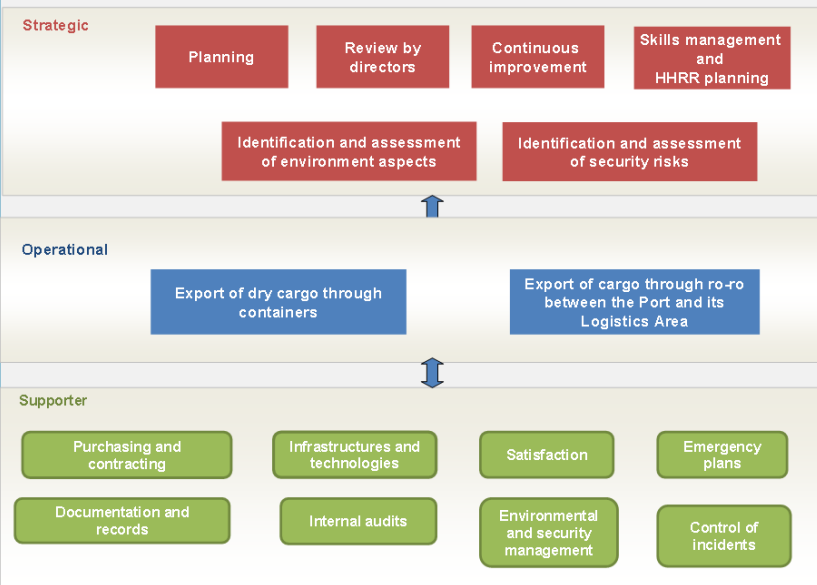 Strategic
Planning
Review by
directors
Continuous
improvement
Skills management
and
HHRR planning
Identification and assessment
of environment aspects
Identification and assessment
of security risks
Operational
Export of dry cargo through
containers
Export of cargo through ro-ro
between the Port and its
Logistics Area
Supporter
Purchasing and
contracting
Infrastructures and
technologies
Satisfaction
Emergency
plans
Documentation and
records
Internal audits
Environmental
and security
management
Control of
incidents